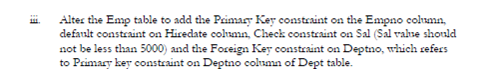 iii. Alter the Emp table to add the Primary Key constraint on the Empno column,
default constraint on Hiredate column, Check constraint on Sal (Sal value should
not be less than 5000) and the Foreign Key constraint on Deptno, which refers
to Primary key constraint on Deptno column of Dept table.